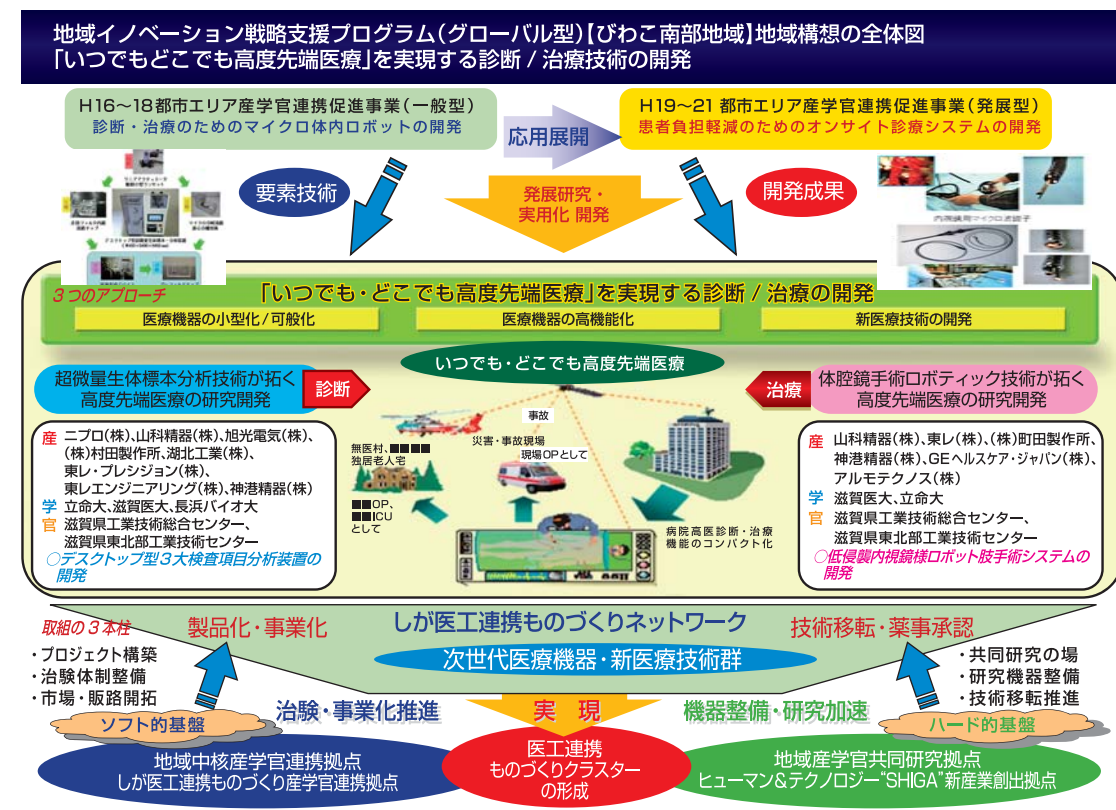 地域イノベーション戦略支援プログラム(グローバル型)【びわこ南部地域】地域構想の全体図
「いつでもどこでも高度先端医療」を実現する診断/治療技術の開発
H16～18都市エリア産学官連携促進事業(一般型)
診断・治療のためのマイクロ体内ロボットの開発
応用展開
H19～21 都市エリア産学官連携促進事業(発展型)
患者負担軽減のためのオンサイト診療システムの開発
要素技術
発展研究・
実用化 開発
開発成果
内視鏡用マイクロ波端子
3つのアプローチ
「いつでも・どこでも高度先端医療」を実現する診断/治療の開発
医療機器の小型化/可般化
医療機器の高機能化
新医療技術の開発
いつでも・どこでも高度先端医療
超微量生体標本分析技術が拓く
高度先端医療の研究開発
診断
治療
体腔鏡手術ロボティック技術が拓く
高度先端医療の研究開発
産 ニプロ(株)、山科精器(株)、旭光電気(株)、
(株)村田製作所、湖北工業(株)、
東レ・プレシジョン(株)、
東レエンジニアリング(株)、神港精器(株)
学 立命大、滋賀医大、長浜バイオ大
官 滋賀県工業技術総合センター、
滋賀県東北部工業技術センター
○デスクトップ型3大検査項目分析装置の
開発
事故
災害・事故現場
現場OPとして
無医村、■■■■
独居老人宅
■■OP、
■■ICU
として
病院高医診断・治療
機能のコンパクト化
産 山科精器(株)、東レ(株)、(株)町田製作所、
神港精器(株)、GEヘルスケア・ジャパン(株)、
アルモテクノス(株)
学 滋賀医大、立命大
官 滋賀県工業技術総合センター、
滋賀県東北部工業技術センター
○低侵襲内視鏡様ロボット肢手術システムの
開発
取組の3本柱
製品化・事業化
しが医工連携ものづくりネットワーク
技術移転・薬事承認
次世代医療機器・新医療技術群
・プロジェクト構築
・治験体制整備
・市場・販路開拓
・共同研究の場
・研究機器整備
・技術移転推進
ソフト的基盤
治験・事業化推進
実 現
機器整備・研究加速
ハード的基盤
地域中核産学官連携拠点
しが医工連携ものづくり産学官連携拠点
医工連携
ものづくりクラスター
の形成
地域産学官共同研究拠点
ヒューマン&テクノロジー“SHIGA”新産業創出拠点